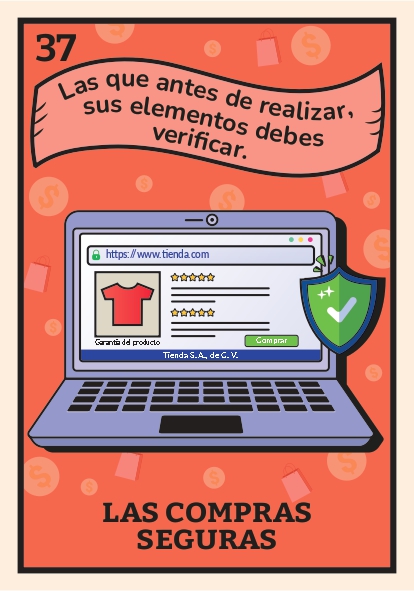 37
Las que antes de realizar,
sus elementos debes
verificar.
https://www.tienda.com
Garantía del producto
Comprar
Tienda S.A., de C. V.
LAS COMPRAS
SEGURAS